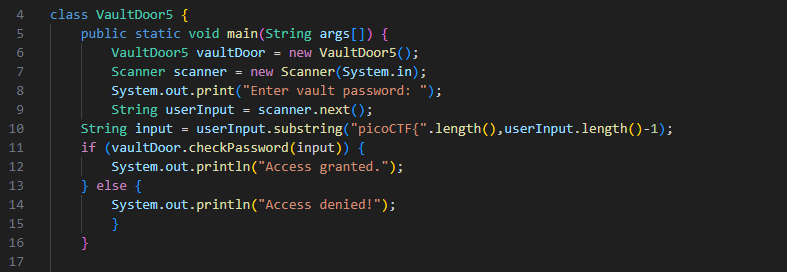 4 class VaultDoor5 {
5     public static void main(String args[]) {
6         VaultDoor5 vaultDoor = new VaultDoor5();
7         Scanner scanner = new Scanner(System.in);
8         System.out.print("Enter vault password: ");
9         String userInput = scanner.next();
10     String input = userInput.substring("picoCTF{".length(),userInput.length()-1);
11     if (vaultDoor.checkPassword(input)) {
12         System.out.println("Access granted.");
13     } else {
14         System.out.println("Access denied!");
15         }
16     }
17